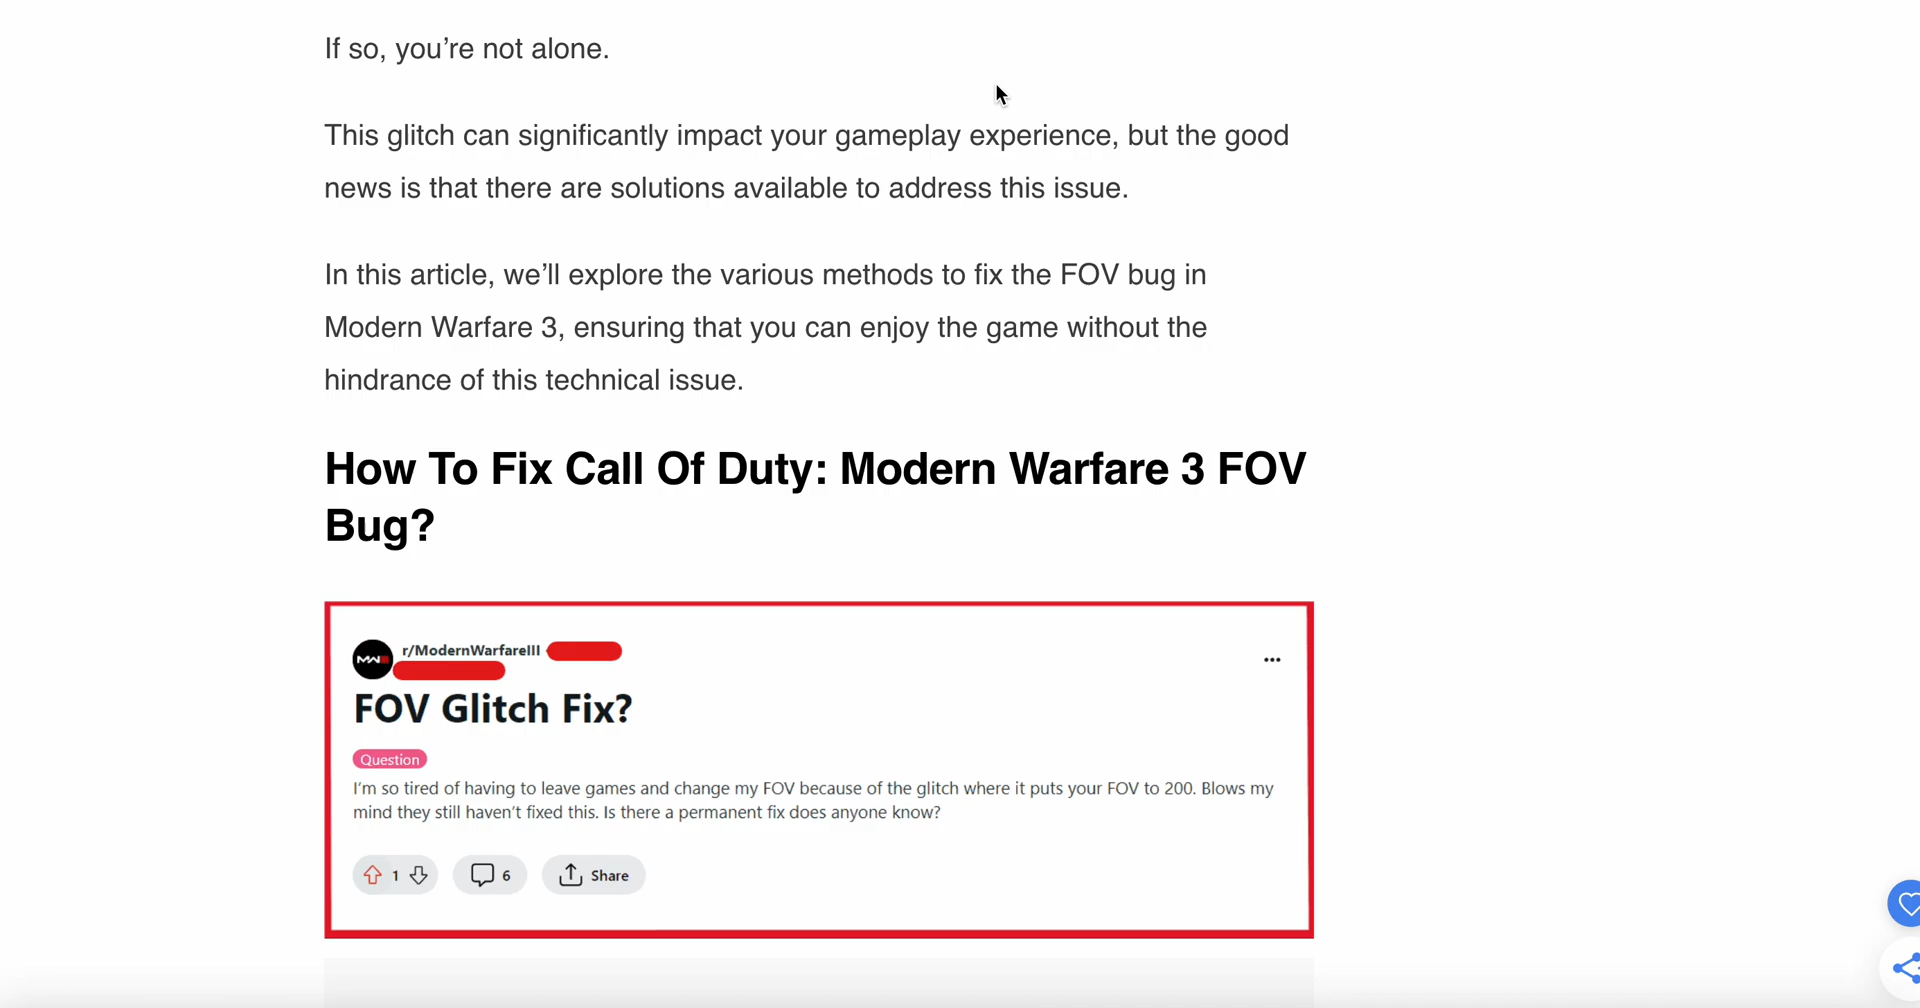 If so, you’re not alone.
This glitch can significantly impact your gameplay experience, but the good
news is that there are solutions available to address this issue.
In this article, we’ll explore the various methods to fix the FOV bug in
Modern Warfare 3, ensuring that you can enjoy the game without the
hindrance of this technical issue.
How To Fix Call Of Duty: Modern Warfare 3 FOV
Bug?
MW
r/ModernWarfareIII
FOV Glitch Fix?
Question
I'm so tired of having to leave games and change my FOV because of the glitch where it puts your FOV to 200. Blows my
mind they still haven't fixed this. Is there a permanent fix does anyone know?
1
6
Share